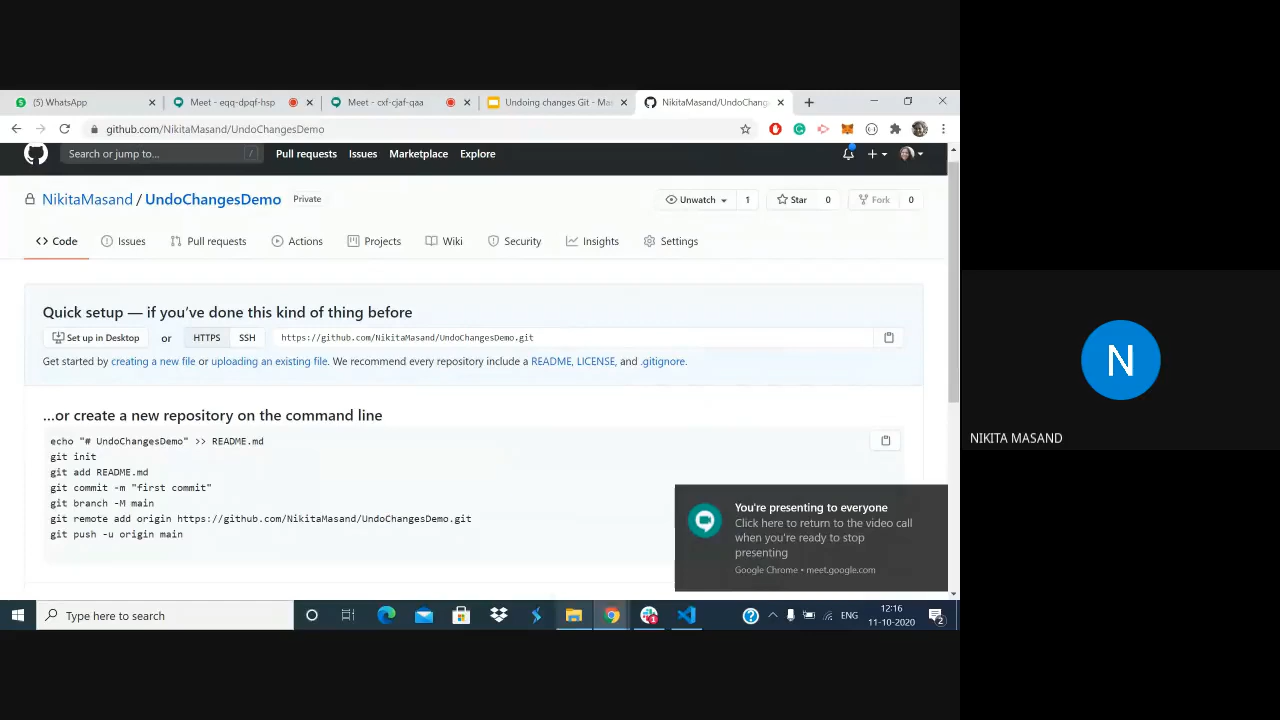 (5) WhatsApp
Meet - eqq-dpqf-hsp
Meet - cxf-cjaf-qaa
Undoing changes Git - Ma
NikitaMasand/UndoChang
github.com/NikitaMasand/UndoChangesDemo
Search or jump to...
/
Pull requests
Issues
Marketplace
Explore
NikitaMasand / UndoChangesDemo
Private
Unwatch
1
Star
0
Fork
0
Code
Issues
Pull requests
Actions
Projects
Wiki
Security
Insights
Settings
Quick setup — if you've done this kind of thing before
Set up in Desktop
or
HTTPS
SSH
https://github.com/NikitaMasand/UndoChangesDemo.git
Get started by creating a new file or uploading an existing file. We recommend every repository include a README, LICENSE, and .gitignore.
...or create a new repository on the command line
echo "# UndoChangesDemo" >> README.md
git init
git add README.md
git commit -m "first commit"
git branch -M main
git remote add origin https://github.com/NikitaMasand/UndoChangesDemo.git
git push -u origin main
You're presenting to everyone
Click here to return to the video call
when you're ready to stop
presenting
Google Chrome • meet.google.com
N
NIKITA MASAND
Type here to search
ENG
12:16
11-10-2020
2